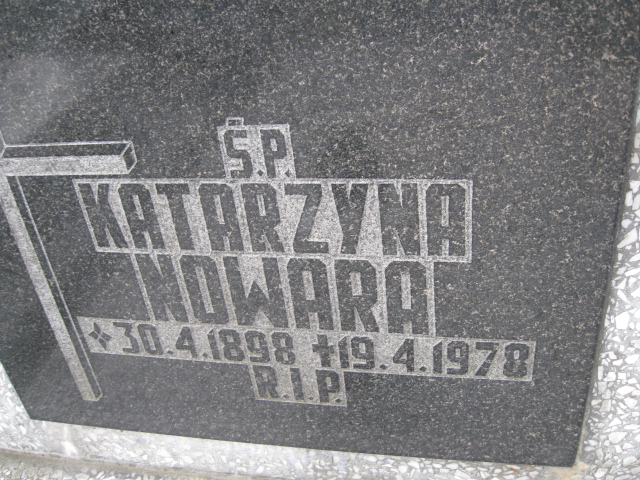 Ś.P.
KATARZYNA
NOWARA
30.4.1898 ✝19.4.1978
R.I.P.